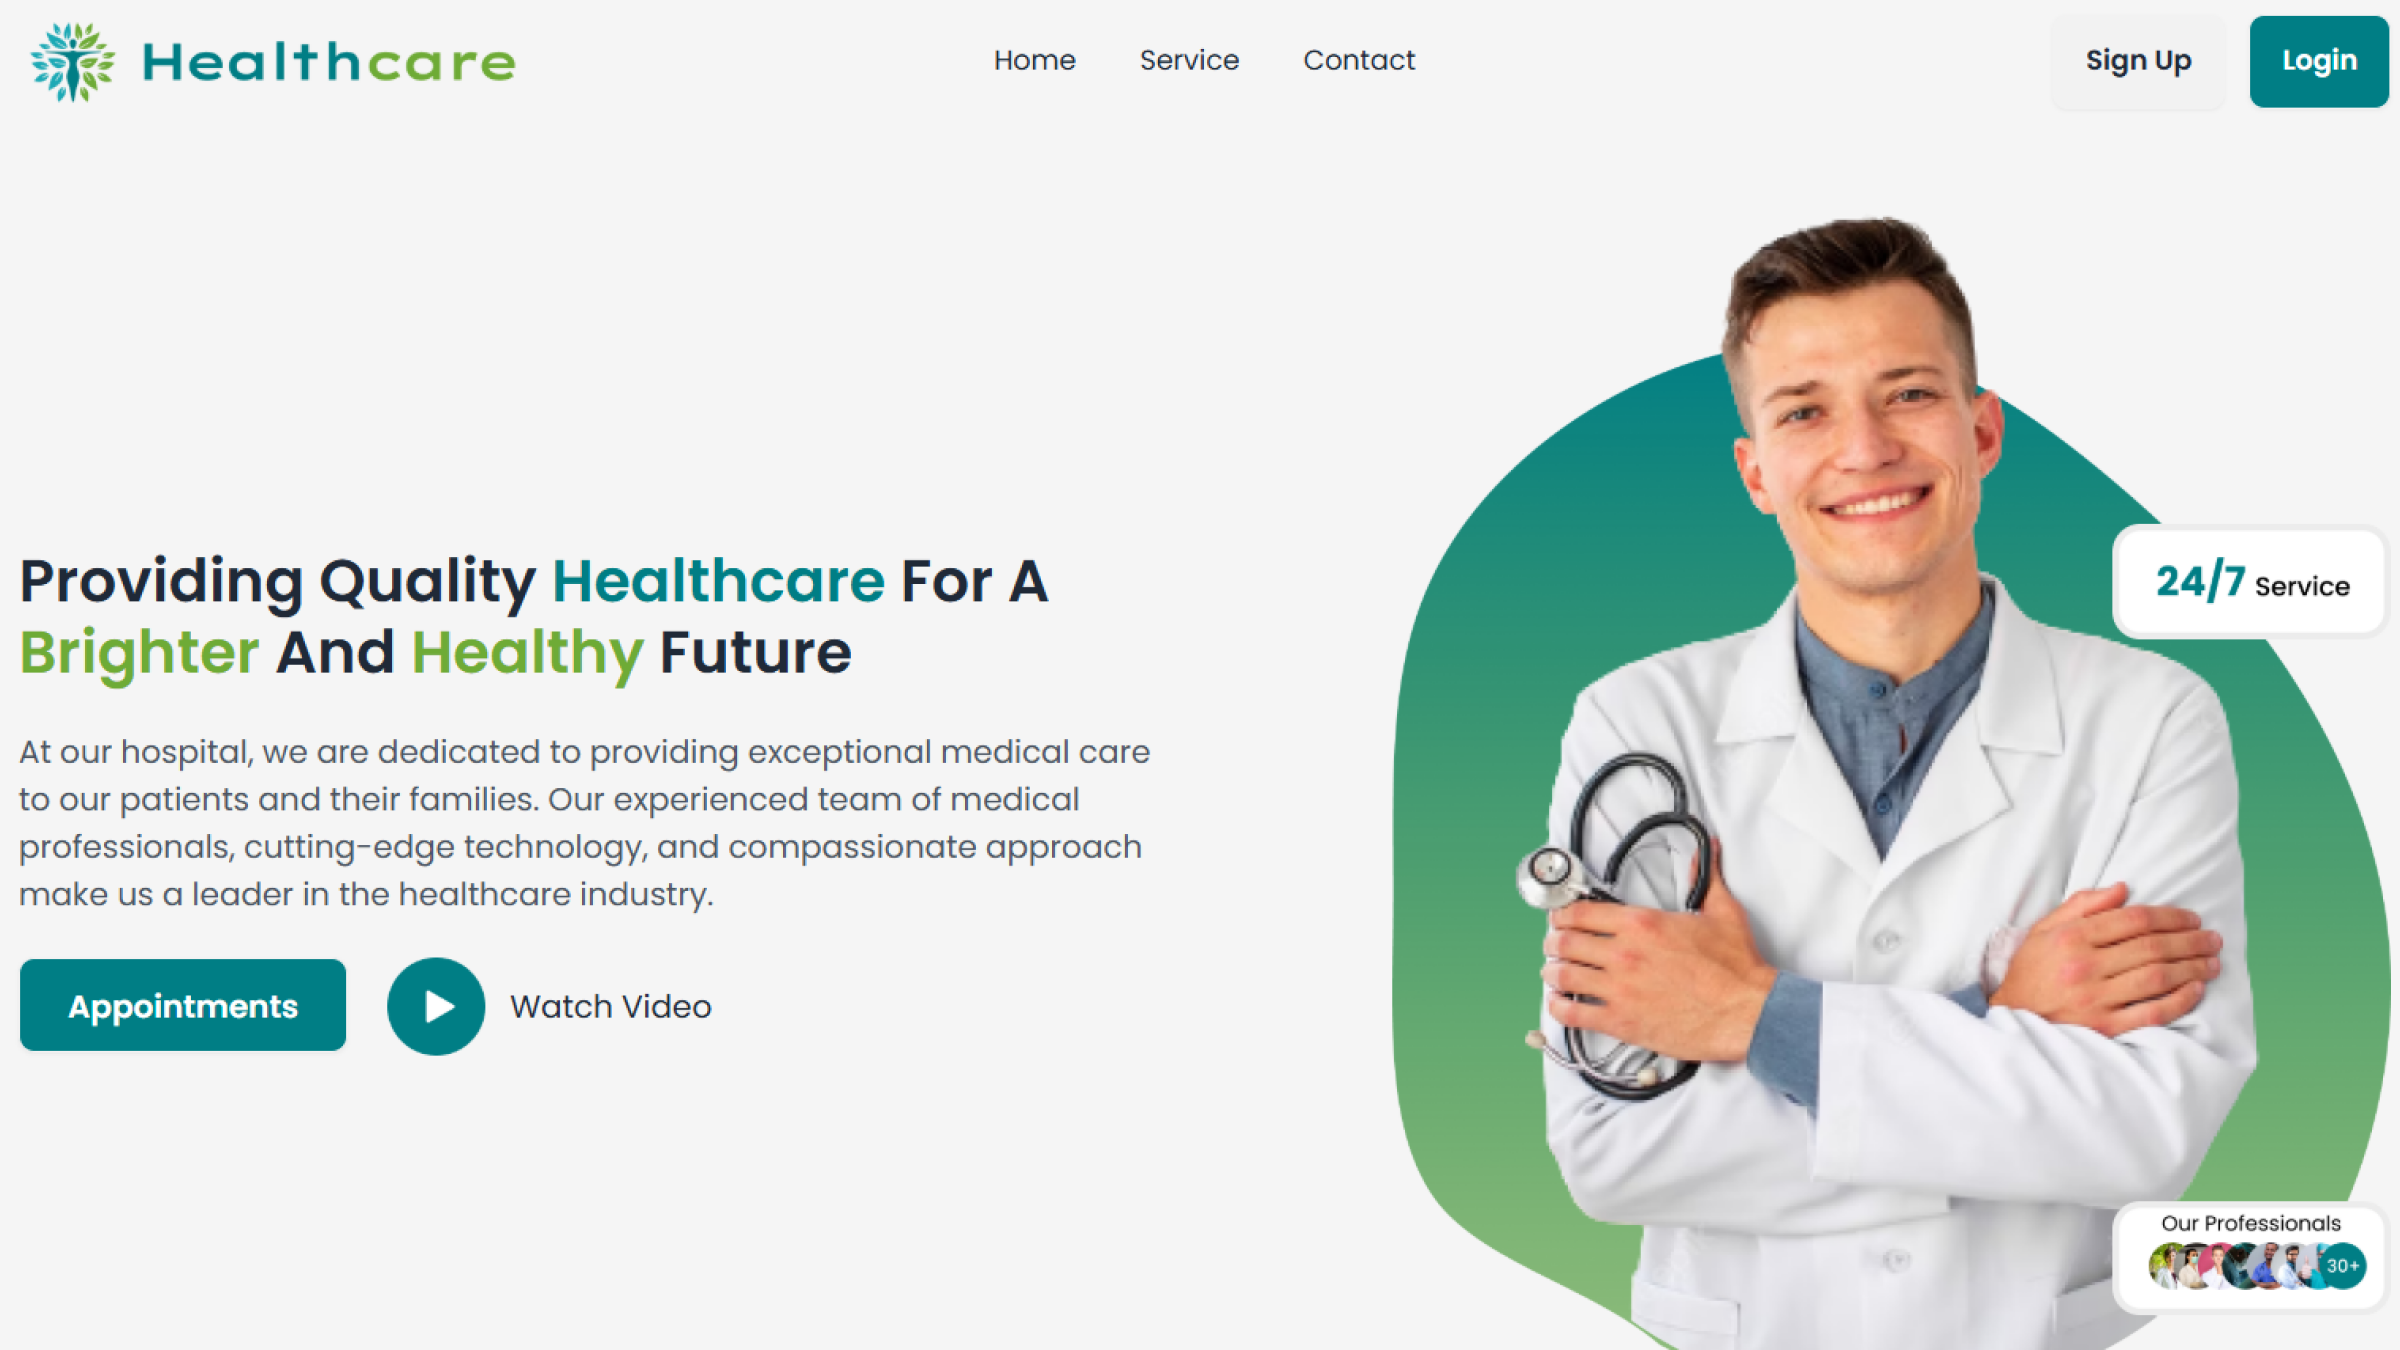 Healthcare
Home
Service
Contact
Sign Up
Login
Providing Quality Healthcare For A
Brighter And Healthy Future
At our hospital, we are dedicated to providing exceptional medical care
to our patients and their families. Our experienced team of medical
professionals, cutting-edge technology, and compassionate approach
make us a leader in the healthcare industry.
Appointments
Watch Video
24/7 Service
Our Professionals
30+